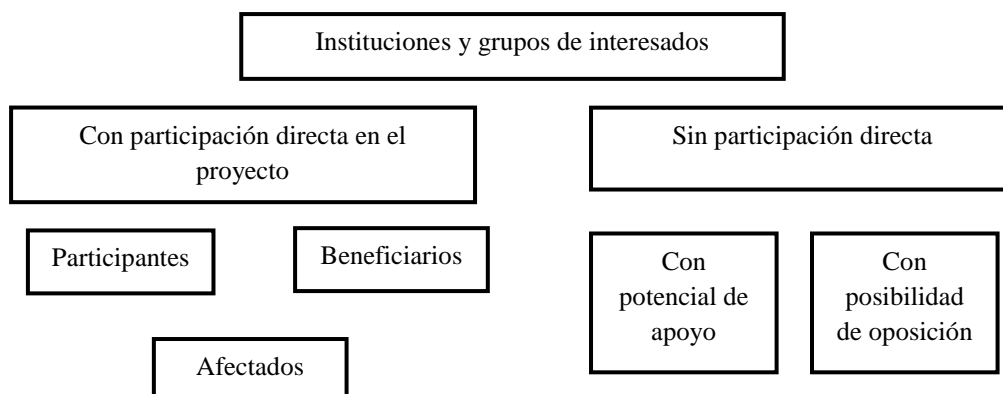 Instituciones y grupos de interesados
Con participación directa en el
proyecto
Sin participación directa
Participantes
Beneficiarios
Afectados
Con
potencial de
apoyo
Con
posibilidad
de oposición